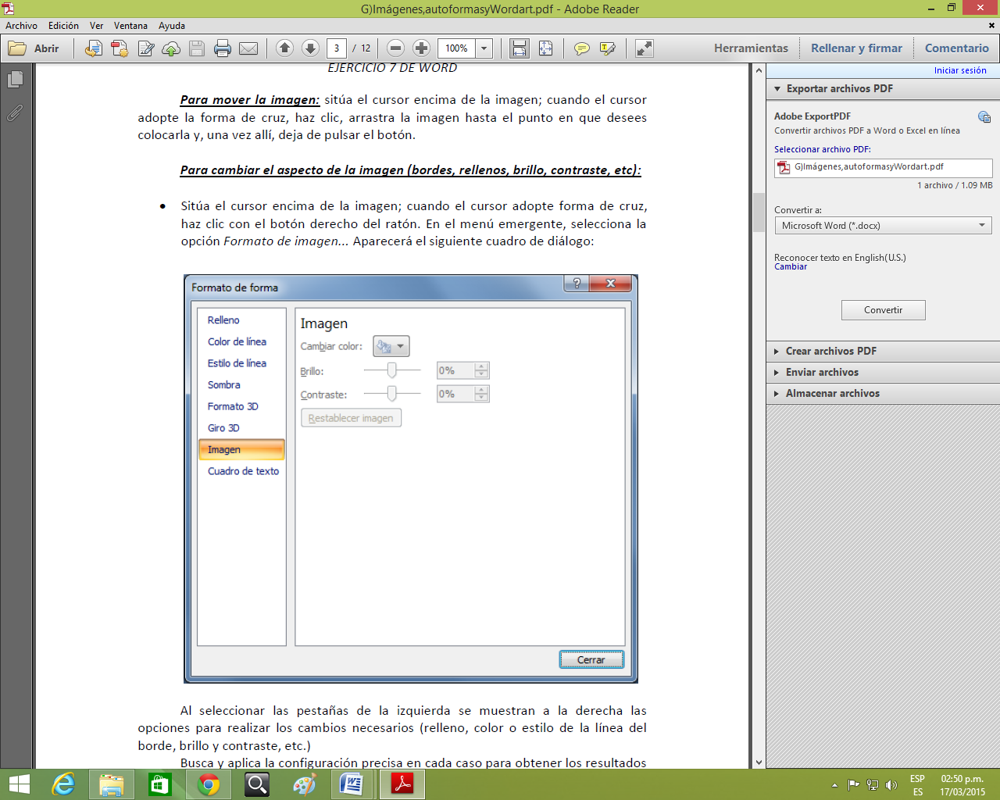 G)Imágenes,autoformasyWordart.pdf - Adobe Reader
Archivo Edición Ver Ventana Ayuda
Abrir 3 / 12 100% Herramientas Rellenar y firmar Comentario
Iniciar sesión
EJERCICIO 7 DE WORD
Para mover la imagen: sitúa el cursor encima de la imagen; cuando el cursor
adopte la forma de cruz, haz clic, arrastra la imagen hasta el punto en que desees
colocarla y, una vez allí, deja de pulsar el botón.
Para cambiar el aspecto de la imagen (bordes, rellenos, brillo, contraste, etc):
• Sitúa el cursor encima de la imagen; cuando el cursor adopte forma de cruz,
haz clic con el botón derecho del ratón. En el menú emergente, selecciona la
opción Formato de imagen... Aparecerá el siguiente cuadro de diálogo:
Formato de forma
Relleno
Color de línea
Estilo de línea
Sombra
Formato 3D
Giro 3D
Imagen
Cuadro de texto
Imagen
Cambiar color:
Brillo: 0%
Contraste: 0%
Restablecer imagen
Cerrar
Al seleccionar las pestañas de la izquierda se muestran a la derecha las
opciones para realizar los cambios necesarios (relleno, color o estilo de la línea del
borde, brillo y contraste, etc.)
Busca y aplica la configuración precisa en cada caso para obtener los resultados
Exportar archivos PDF
Adobe ExportPDF
Convertir archivos PDF a Word o Excel en línea
Seleccionar archivo PDF:
G)Imágenes,autoformasyWordart.pdf
1 archivo / 1.09 MB
Convertir a:
Microsoft Word (*.docx)
Reconocer texto en English(U.S.)
Cambiar
Convertir
Crear archivos PDF
Enviar archivos
Almacenar archivos
ESP
ES
02:50 p.m.
17/03/2015